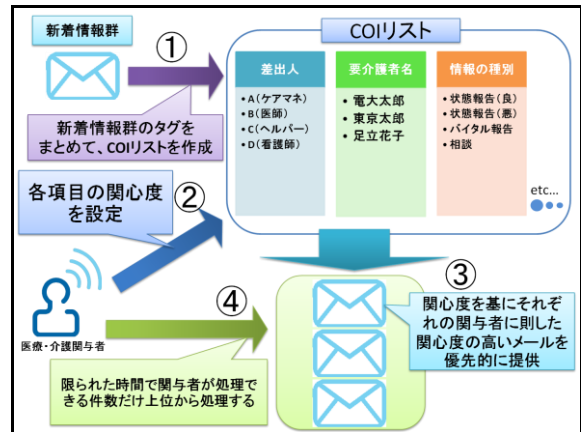 新着情報群
①
新着情報群のタグを
まとめて、COIリストを作成
COIリスト
差出人
•A(ケアマネ)
•B(医師)
•C(ヘルパー)
•D(看護師)
要介護者名
•電大太郎
•東京太郎
•足立花子
情報の種別
•状態報告(良)
•状態報告(悪)
•バイタル報告
•相談
etc...
各項目の関心度
を設定
②
医療・介護関与者
③
関心度を基にそれぞ
れの関与者に則した
関心度の高いメールを
優先的に提供
④
限られた時間で関与者が処理で
きる件数だけ上位から処理する